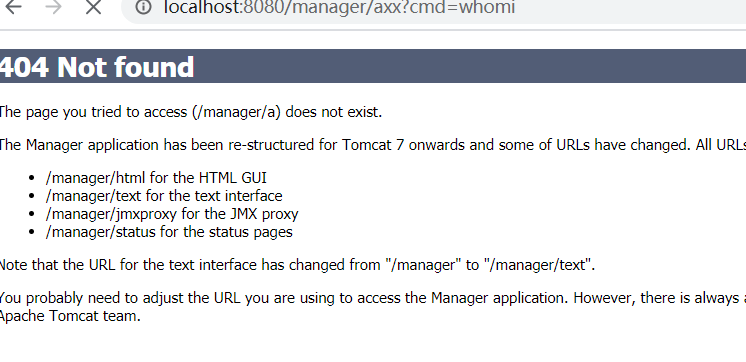 localhost:8080/manager/axx?cmd=whomi
404 Not found
The page you tried to access (/manager/a) does not exist.
The Manager application has been re-structured for Tomcat 7 onwards and some of URLs have changed. All URLs
• /manager/html for the HTML GUI
• /manager/text for the text interface
• /manager/jmxproxy for the JMX proxy
• /manager/status for the status pages
Note that the URL for the text interface has changed from "/manager" to "/manager/text".
You probably need to adjust the URL you are using to access the Manager application. However, there is always a
Apache Tomcat team.